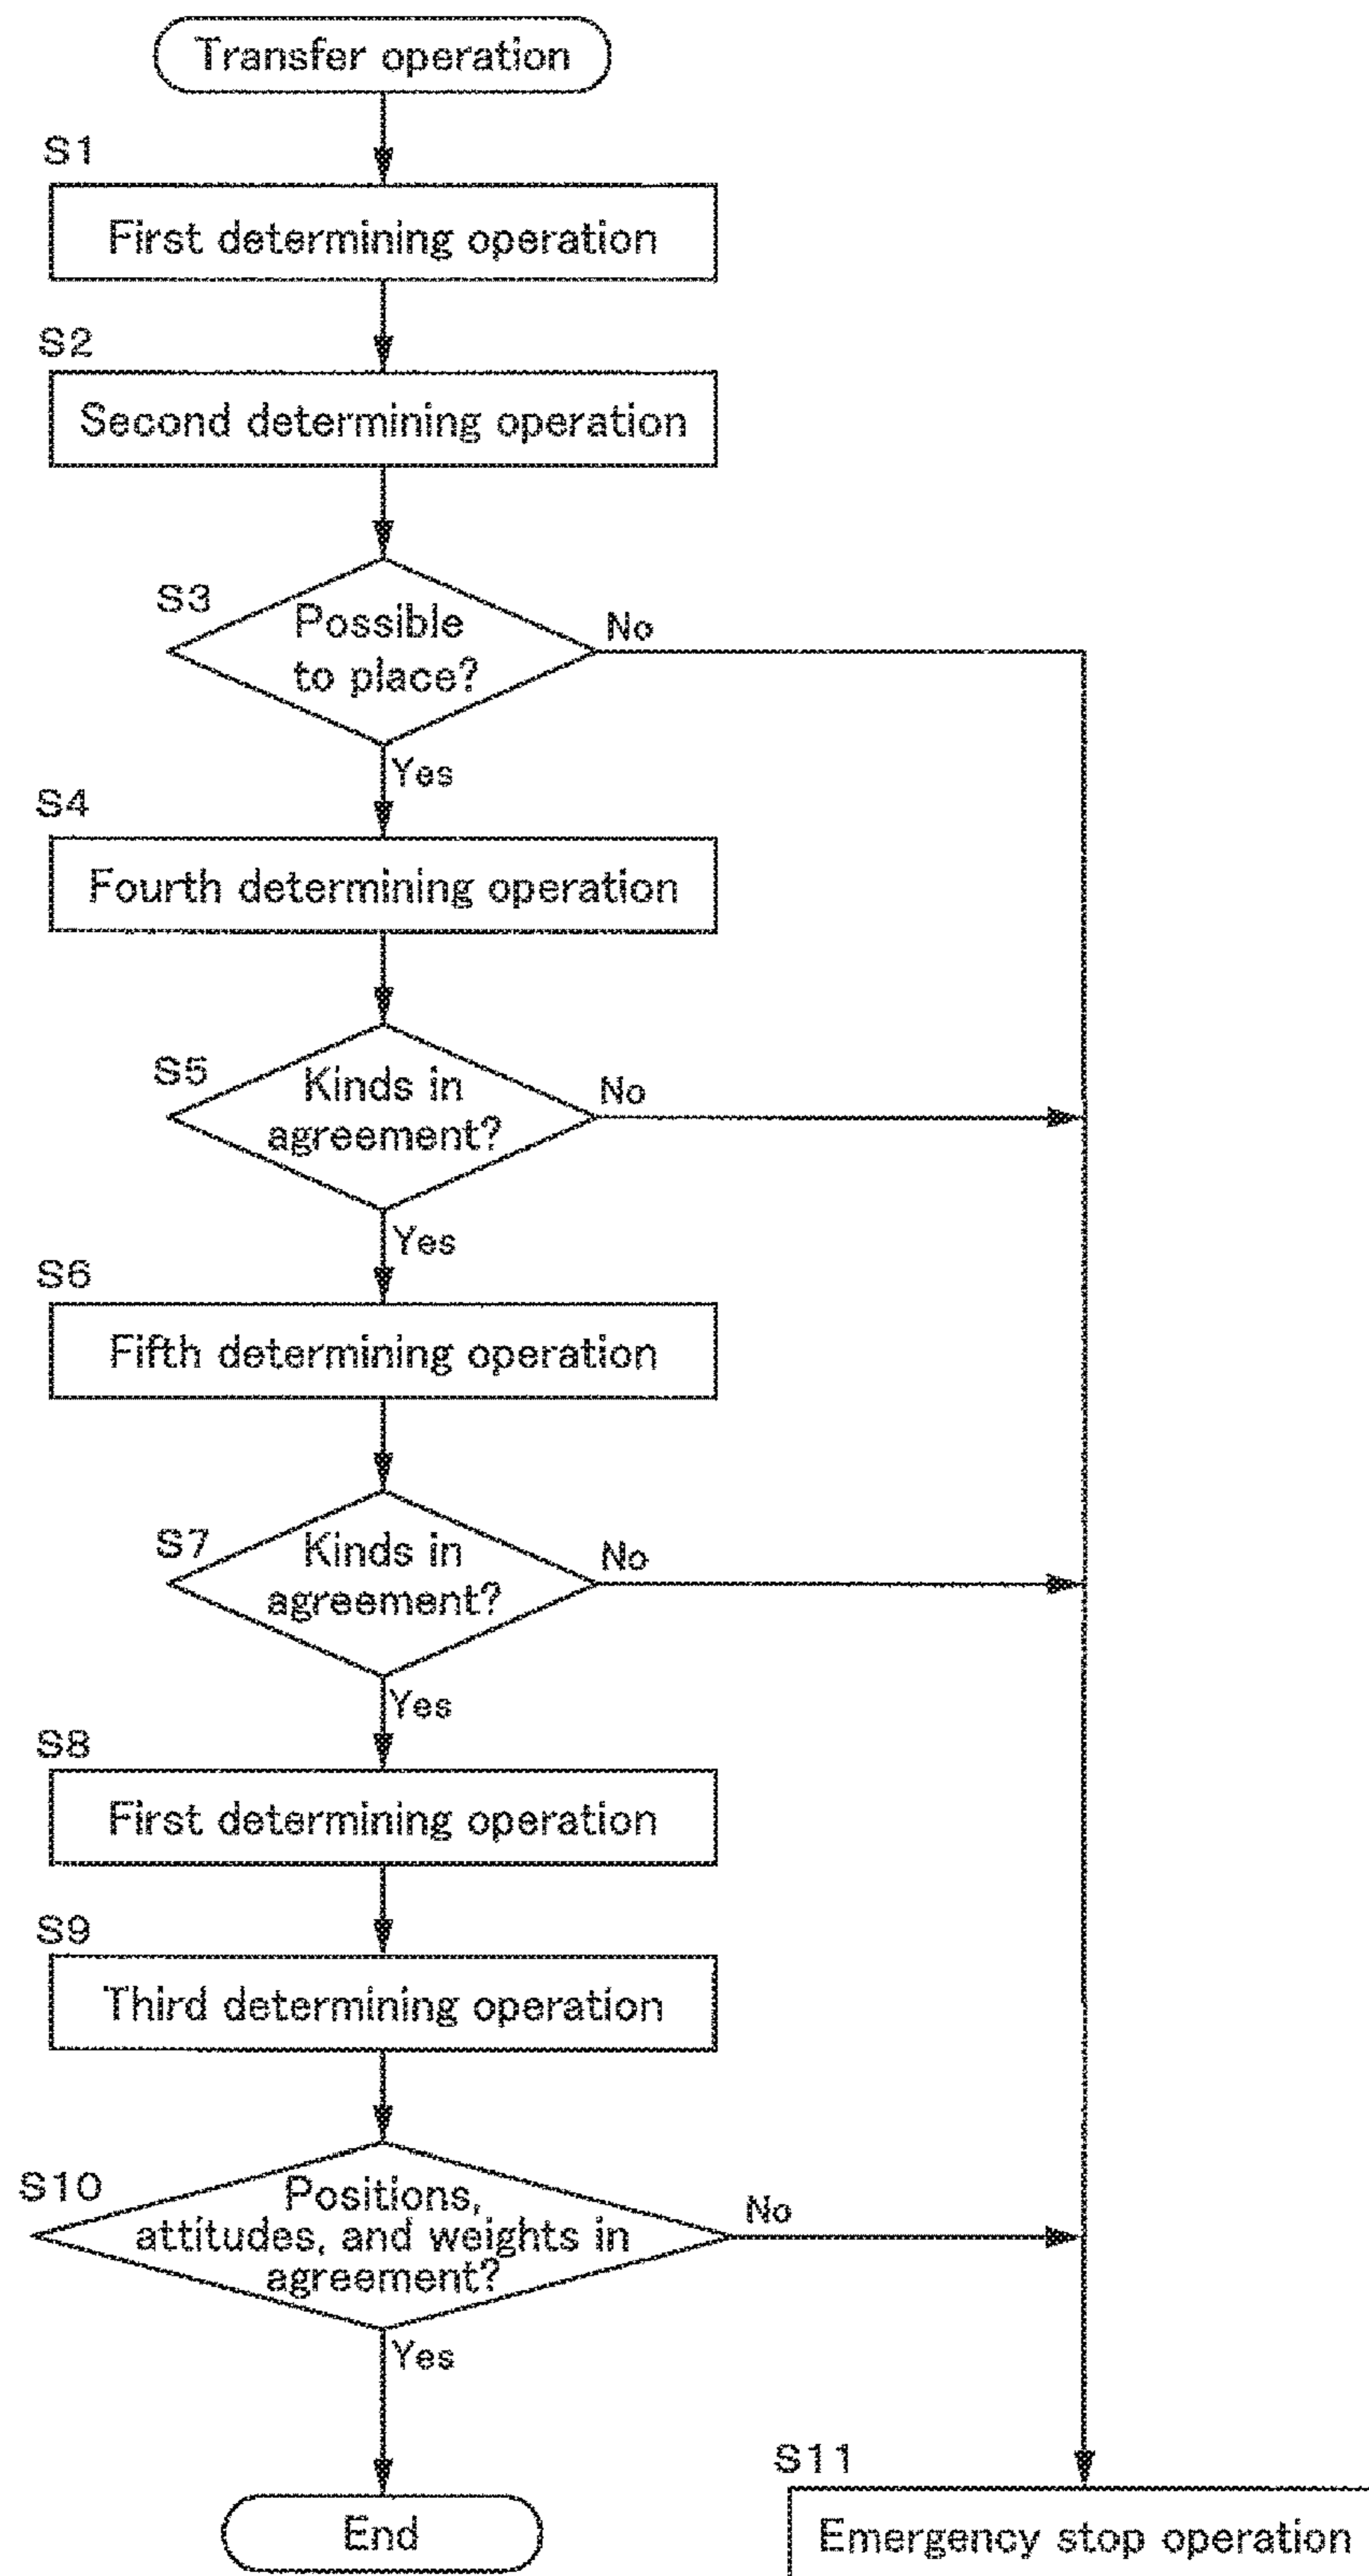 Transfer operation
S1
First determining operation
S2
Second determining operation
S3
Possible
to place?
No
Yes
S4
Fourth determining operation
S5
Kinds in
agreement?
No
Yes
S6
Fifth determining operation
S7
Kinds in
agreement?
No
Yes
S8
First determining operation
S9
Third determining operation
S10
Positions,
attitudes, and weights in
agreement?
No
Yes
End
S11
Emergency stop operation